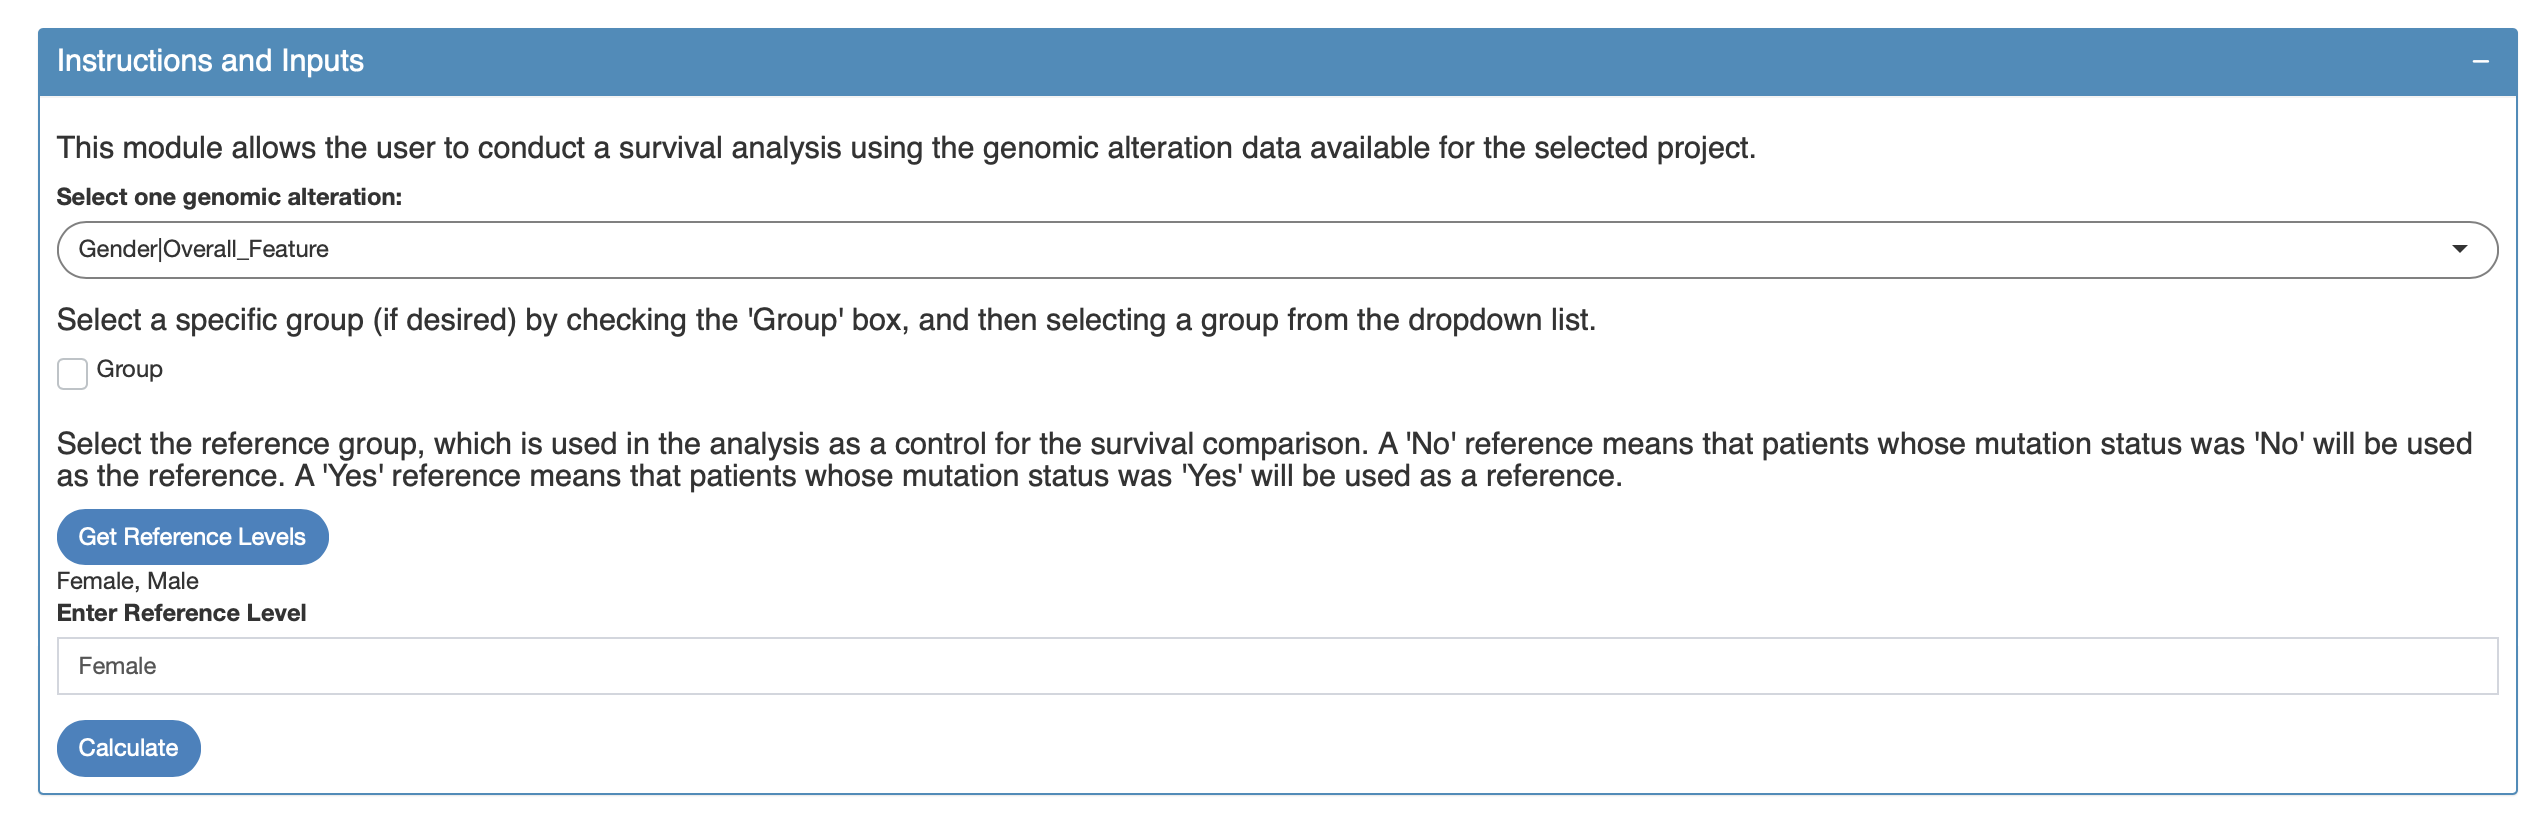 Instructions and Inputs
This module allows the user to conduct a survival analysis using the genomic alteration data available for the selected project.
Select one genomic alteration:
Gender|Overall_Feature
Select a specific group (if desired) by checking the 'Group' box, and then selecting a group from the dropdown list.
Group
Select the reference group, which is used in the analysis as a control for the survival comparison. A 'No' reference means that patients whose mutation status was 'No' will be used
as the reference. A 'Yes' reference means that patients whose mutation status was 'Yes' will be used as a reference.
Get Reference Levels
Female, Male
Enter Reference Level
Female
Calculate